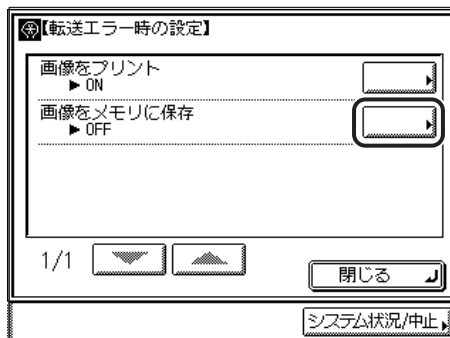 【転送エラー時の設定】
画像をプリント
▶ ON
画像をメモリに保存
▶ OFF
1/1
閉じる
システム状況/中止